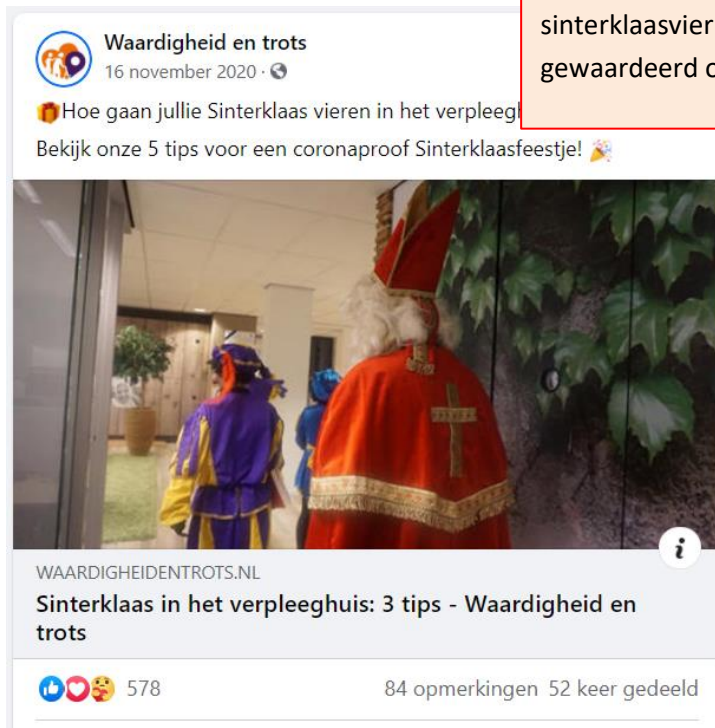 sinterklaasvier
gewaardeerd
Waardigheid en trots
16 november 2020 ·
Hoe gaan jullie Sinterklaas vieren in het verpleeg
Bekijk onze 5 tips voor een coronaproof Sinterklaasfeestje!
WAARDIGHEIDENTROTS.NL
Sinterklaas in het verpleeghuis: 3 tips - Waardigheid en
trots
578
84 opmerkingen 52 keer gedeeld